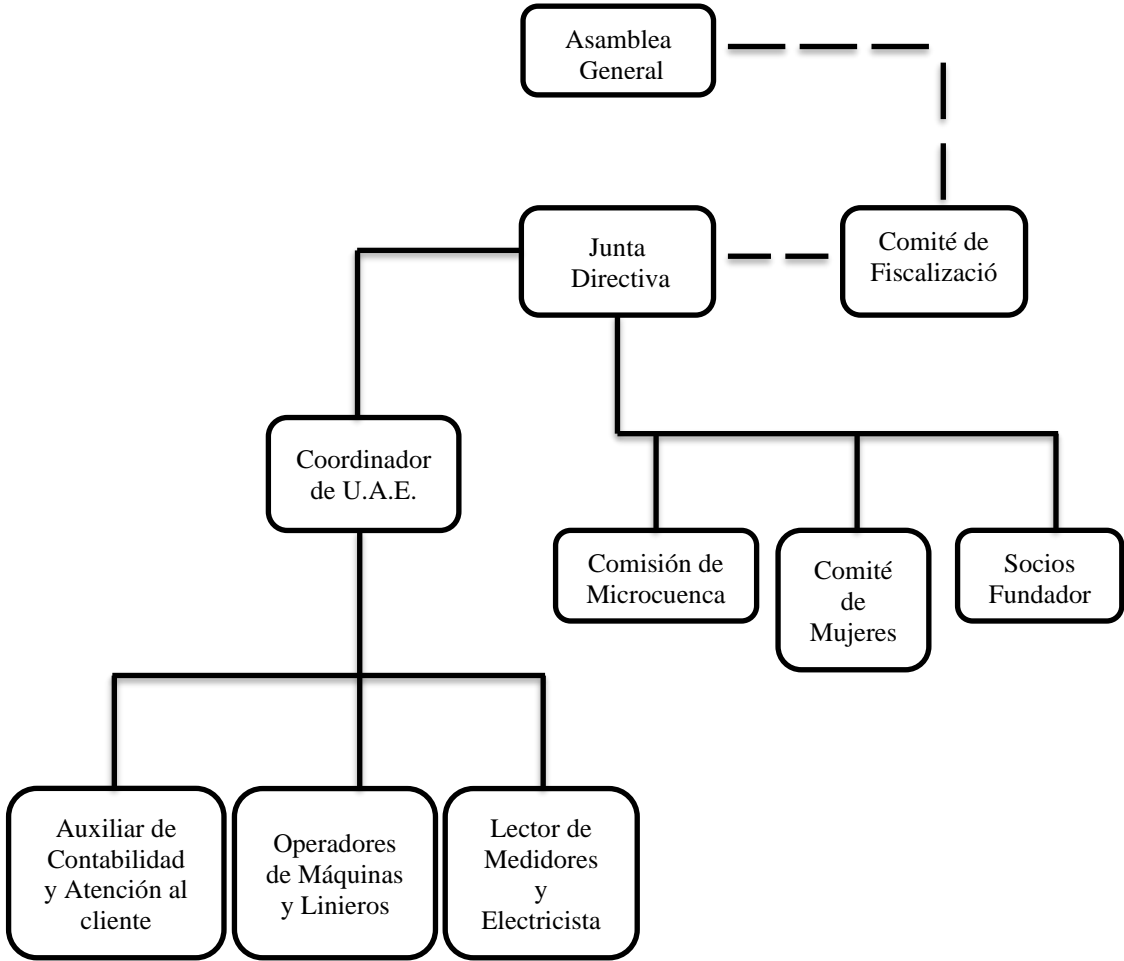 Asamblea
General
Junta
Directiva
Comité de
Fiscalizació
Coordinador
de U.A.E.
Comisión de
Microcuenca
Comité
de
Mujeres
Socios
Fundador
Auxiliar de
Contabilidad
y Atención al
cliente
Operadores
de Máquinas
y Linieros
Lector de
Medidores
y
Electricista